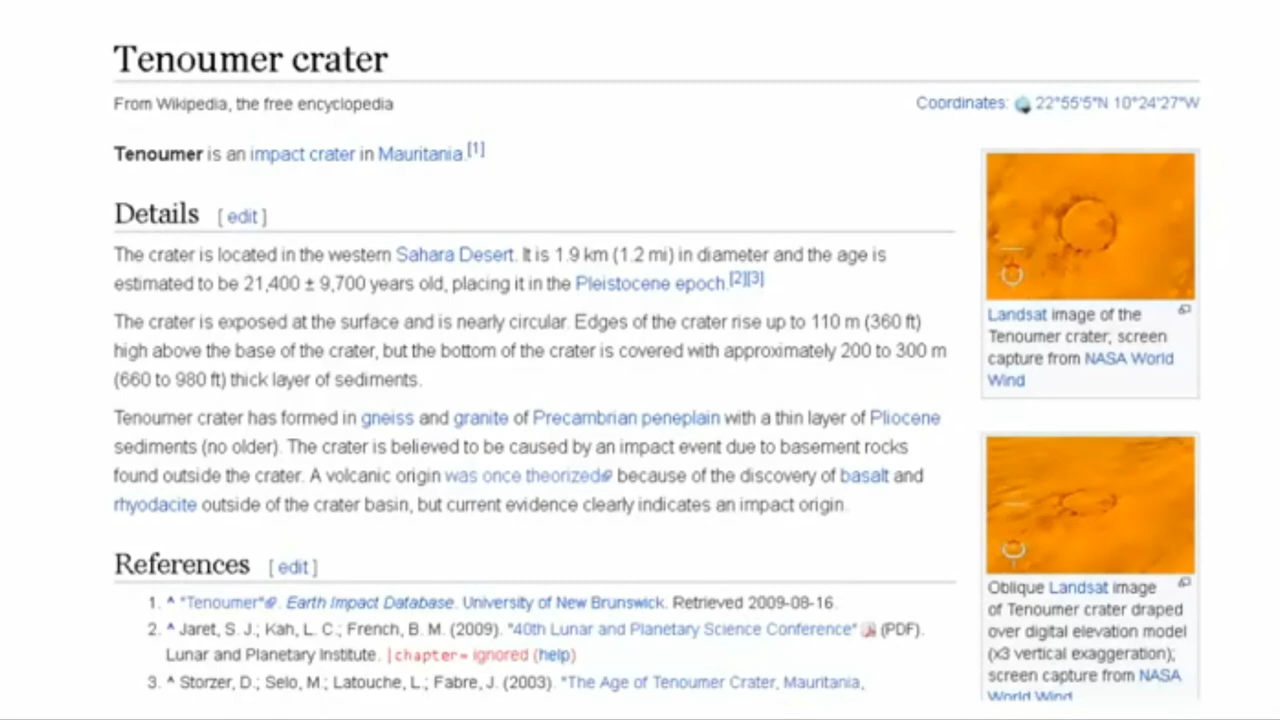 Tenoumer crater
From Wikipedia, the free encyclopedia
Coordinates: 22°55'5"N 10°24'27"W
Tenoumer is an impact crater in Mauritania.[1]
Details [ edit ]
The crater is located in the western Sahara Desert. It is 1.9 km (1.2 mi) in diameter and the age is
estimated to be 21,400 ± 9,700 years old, placing it in the Pleistocene epoch.[2][3]
The crater is exposed at the surface and is nearly circular. Edges of the crater rise up to 110 m (360 ft)
high above the base of the crater, but the bottom of the crater is covered with approximately 200 to 300 m
(660 to 980 ft) thick layer of sediments.
Tenoumer crater has formed in gneiss and granite of Precambrian peneplain with a thin layer of Pliocene
sediments (no older). The crater is believed to be caused by an impact event due to basement rocks
found outside the crater. A volcanic origin was once theorized because of the discovery of basalt and
rhyodacite outside of the crater basin, but current evidence clearly indicates an impact origin.
References [ edit ]
1. ^ "Tenoumer". Earth Impact Database. University of New Brunswick. Retrieved 2009-08-16.
2. ^ Jaret, S. J.; Kah, L. C.; French, B. M. (2009). "40th Lunar and Planetary Science Conference" (PDF).
Lunar and Planetary Institute. |chapter= ignored (help)
3. ^ Storzer, D.; Selo, M.; Latouche, L.; Fabre, J. (2003). "The Age of Tenoumer Crater, Mauritania,
Landsat image of the
Tenoumer crater; screen
capture from NASA World
Wind
Oblique Landsat image
of Tenoumer crater draped
over digital elevation model
(x3 vertical exaggeration);
screen capture from NASA
World Wind